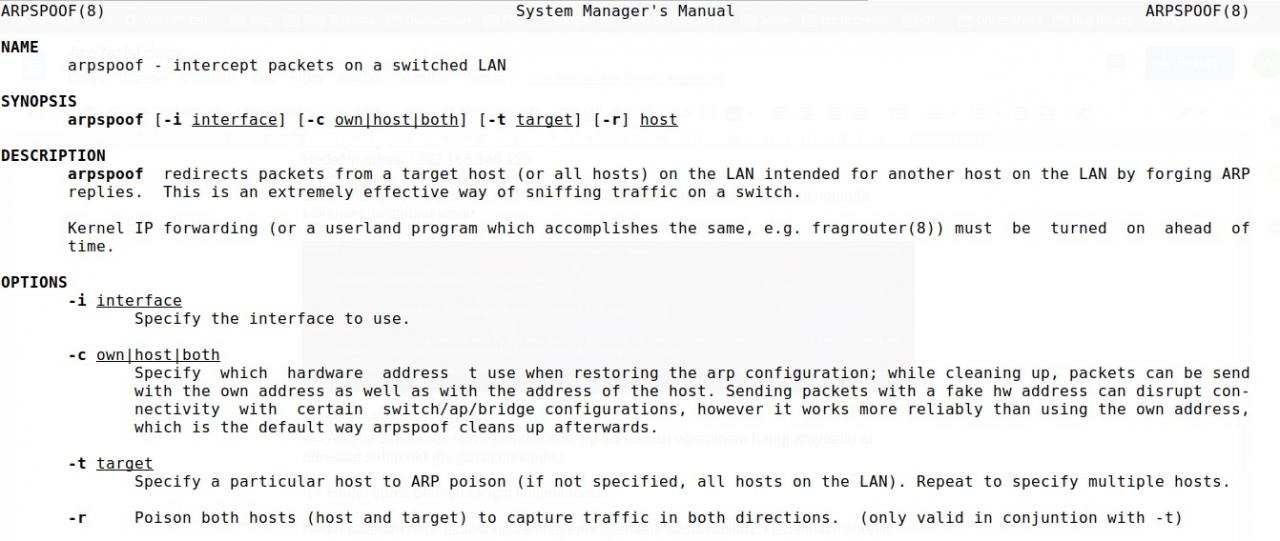 ARPSPOOF(8) System Manager's Manual ARPSPOOF(8)
NAME
arpspoof - intercept packets on a switched LAN
SYNOPSIS
arpspoof [-i interface] [-c own|host|both] [-t target] [-r] host
DESCRIPTION
arpspoof redirects packets from a target host (or all hosts) on the LAN intended for another host on the LAN by forging ARP
replies. This is an extremely effective way of sniffing traffic on a switch.
Kernel IP forwarding (or a userland program which accomplishes the same, e.g. fragrouter(8)) must be turned on ahead of
time.
OPTIONS
-i interface
Specify the interface to use.
-c own|host|both
Specify which hardware address t use when restoring the arp configuration; while cleaning up, packets can be send
with the own address as well as with the address of the host. Sending packets with a fake hw address can disrupt con-
nectivity with certain switch/ap/bridge configurations, however it works more reliably than using the own address,
which is the default way arpspoof cleans up afterwards.
-t target
Specify a particular host to ARP poison (if not specified, all hosts on the LAN). Repeat to specify multiple hosts.
-r Poison both hosts (host and target) to capture traffic in both directions. (only valid in conjuntion with -t)